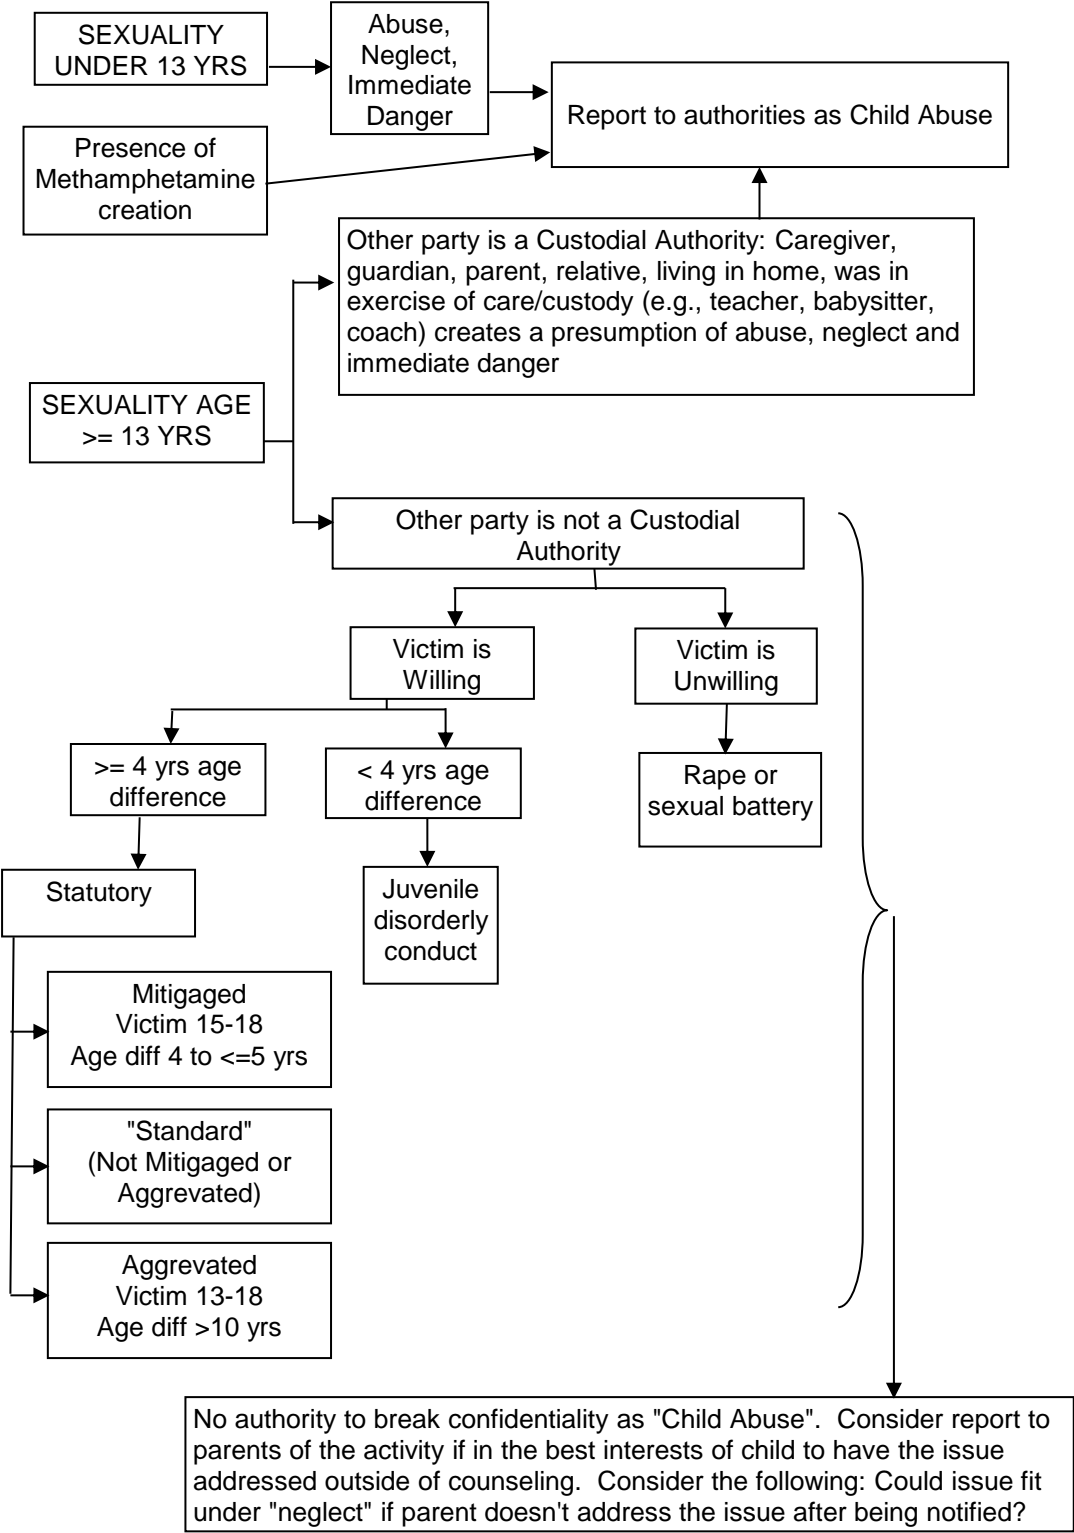 SEXUALITY
UNDER 13 YRS
Abuse,
Neglect,
Immediate
Danger
Report to authorities as Child Abuse
Presence of
Methamphetamine
creation
Other party is a Custodial Authority: Caregiver,
guardian, parent, relative, living in home, was in
exercise of care/custody (e.g., teacher, babysitter,
coach) creates a presumption of abuse, neglect and
immediate danger
SEXUALITY AGE
>= 13 YRS
Other party is not a Custodial
Authority
Victim is
Willing
Victim is
Unwilling
>= 4 yrs age
difference
< 4 yrs age
difference
Rape or
sexual battery
Statutory
Juvenile
disorderly
conduct
Mitigaged
Victim 15-18
Age diff 4 to <=5 yrs
"Standard"
(Not Mitigaged or
Aggrevated)
Aggrevated
Victim 13-18
Age diff >10 yrs
No authority to break confidentiality as "Child Abuse".  Consider report to
parents of the activity if in the best interests of child to have the issue
addressed outside of counseling.  Consider the following: Could issue fit
under "neglect" if parent doesn't address the issue after being notified?